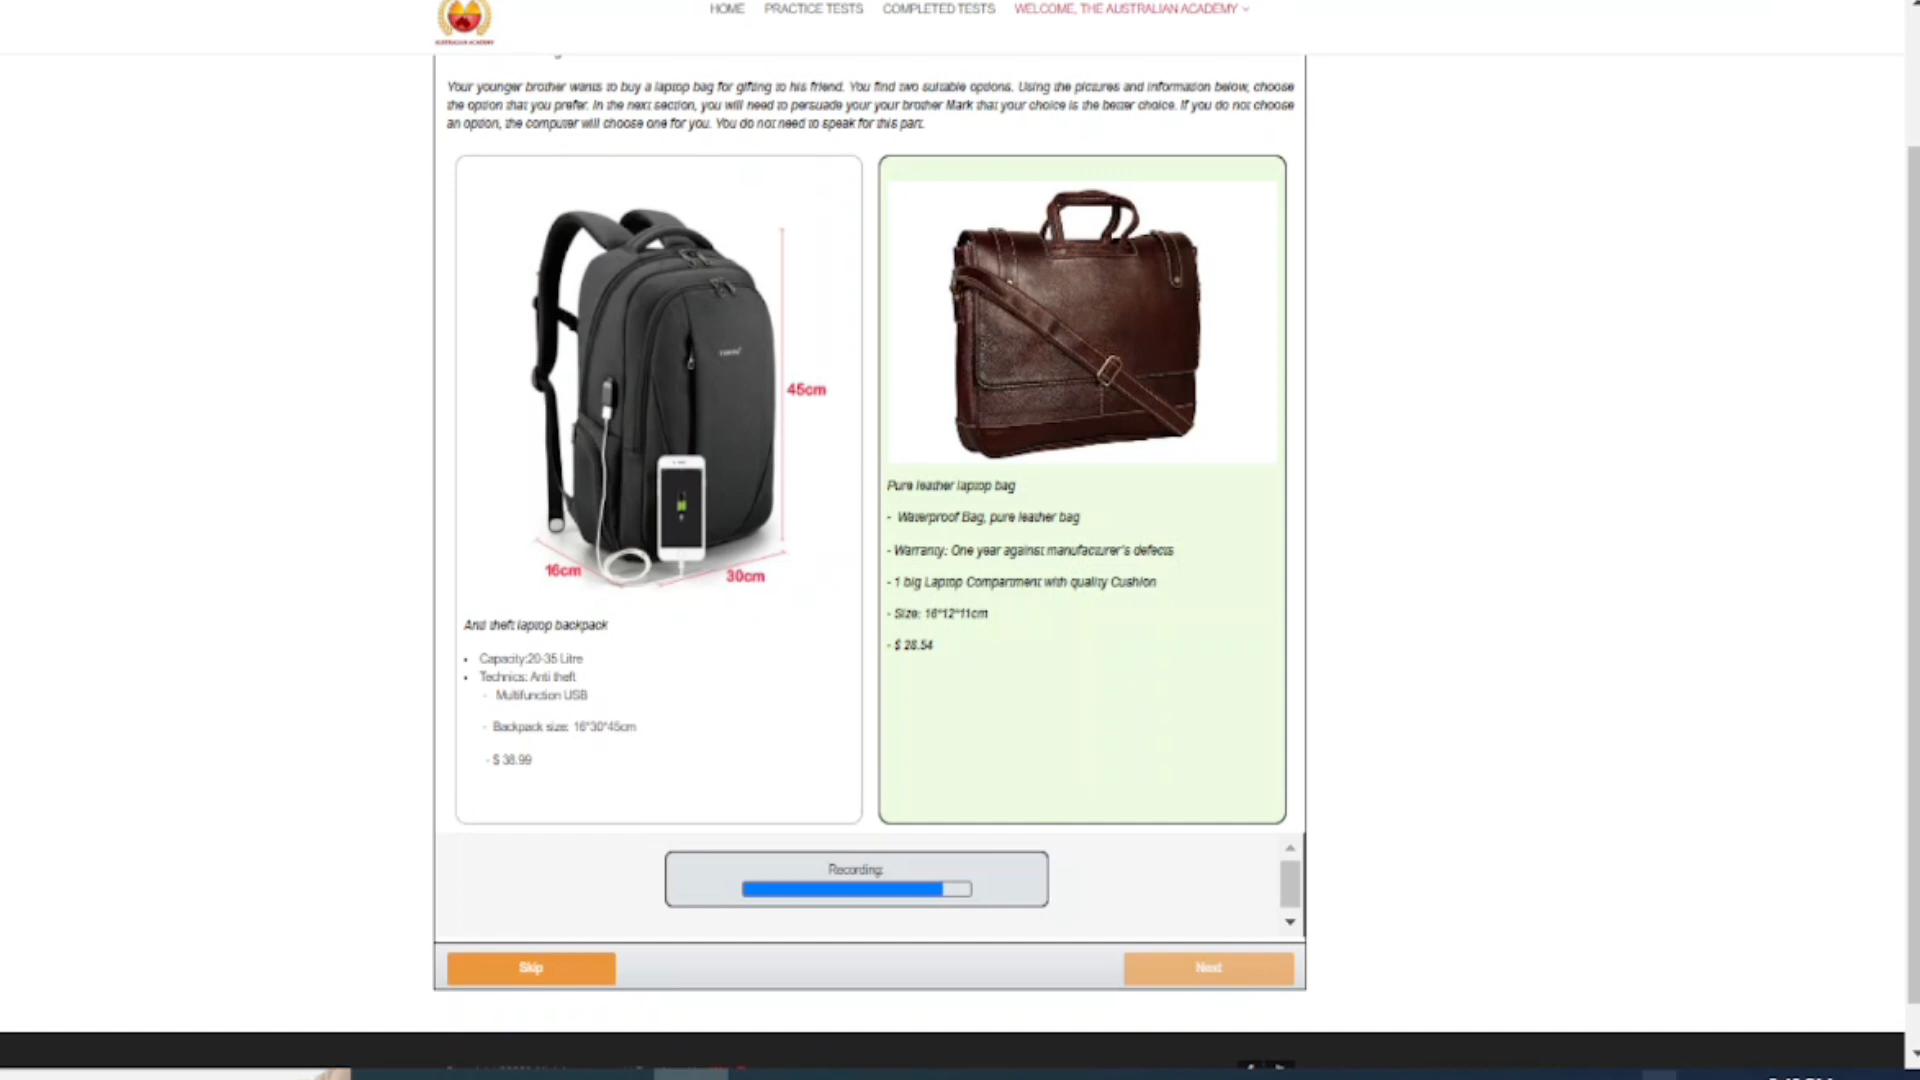 HOME PRACTICE TESTS COMPLETED TESTS WELCOME, THE AUSTRALIAN ACADEMY
AUSTRALIAN ACADEMY
Your younger brother wants to buy a laptop bag for gifting to his friend. You find two suitable options. Using the pictures and information below, choose
the option that you prefer. In the next section, you will need to persuade your your brother Mark that your choice is the better choice. If you do not choose
an option, the computer will choose one for you. You do not need to speak for this part.
45cm
16cm
30cm
Anti theft laptop backpack
• Capacity:20-35 Litre
• Technics: Anti theft
- Multifunction USB
- Backpack size: 16*30*45cm
- $ 38.99
Pure leather laptop bag
- Waterproof Bag, pure leather bag
- Warranty: One year against manufacturer's defects
- 1 big Laptop Compartment with quality Cushion
- Size: 16*12*11cm
- $ 28.54
Recording:
Skip
Next